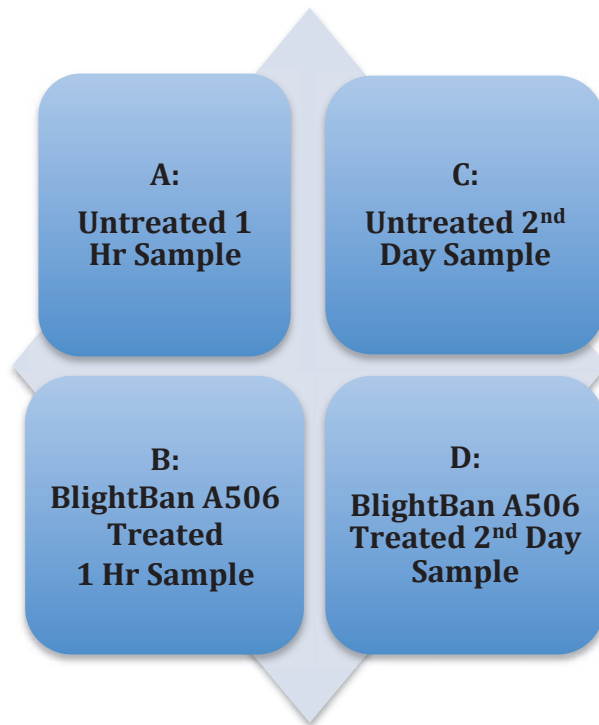 A:
Untreated 1
Hr Sample
C:
Untreated 2nd
Day Sample
B:
BlightBan A506
Treated
1 Hr Sample
D:
BlightBan A506
Treated 2nd Day
Sample